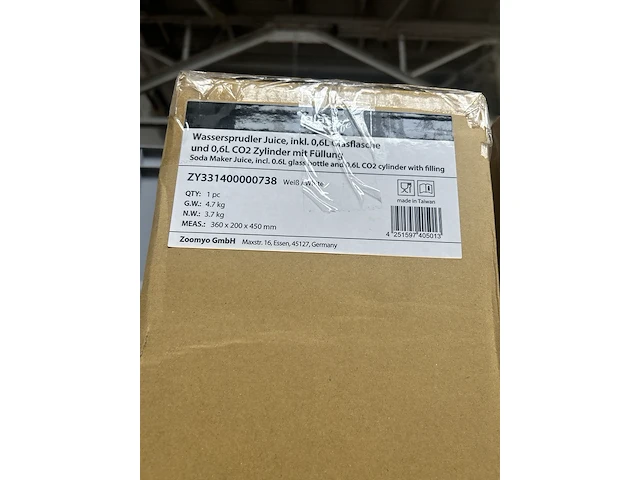 Wassersprudler Juice, inkl. 0,6L Glasflasche
und 0,6L CO2 Zylinder mit Füllung
Soda Maker Juice, incl. 0.6L glass bottle and 0.6L CO2 cylinder with filling
ZY331400000738 Weiß / White
QTY: 1 pc
G.W.: 4.7 kg
N.W.: 3.7 kg
MEAS.: 360 x 200 x 450 mm
made in Taiwan
4 251597 405013
Zoomyo GmbH Maxstr. 16, Essen, 45127, Germany